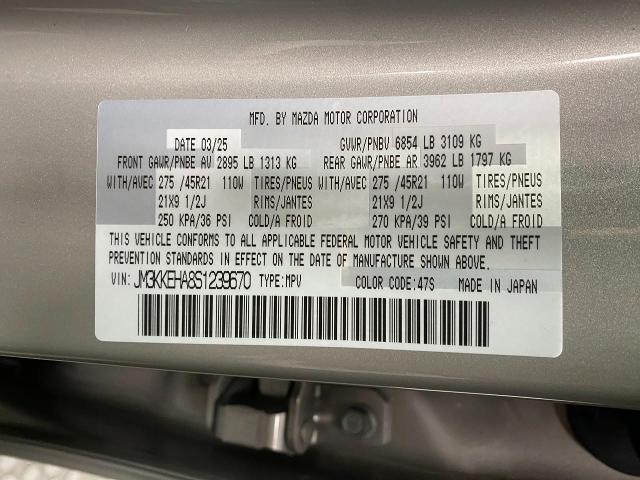 MFD. BY MAZDA MOTOR CORPORATION
DATE 03/25 GVWR/PNBV 6854 LB 3109 KG
FRONT GAWR/PNBE AV 2895 LB 1313 KG REAR GAWR/PNBE AR 3962 LB 1797 KG
WITH/AVEC 275 /45R21 110W TIRES/PNEUS WITH/AVEC 275 /45R21 110W TIRES/PNEUS
21X9 1/2J RIMS/JANTES 21X9 1/2J RIMS/JANTES
250 KPA/36 PSI COLD/A FROID 270 KPA/39 PSI COLD/A FROID
THIS VEHICLE CONFORMS TO ALL APPLICABLE FEDERAL MOTOR VEHICLE SAFETY AND THEFT
PREVENTION STANDARDS IN EFFECT ON THE DATE OF MANUFACTURE SHOWN ABOVE.
VIN: JM3KKEHA8S1239670 TYPE:MPV COLOR CODE:47S MADE IN JAPAN